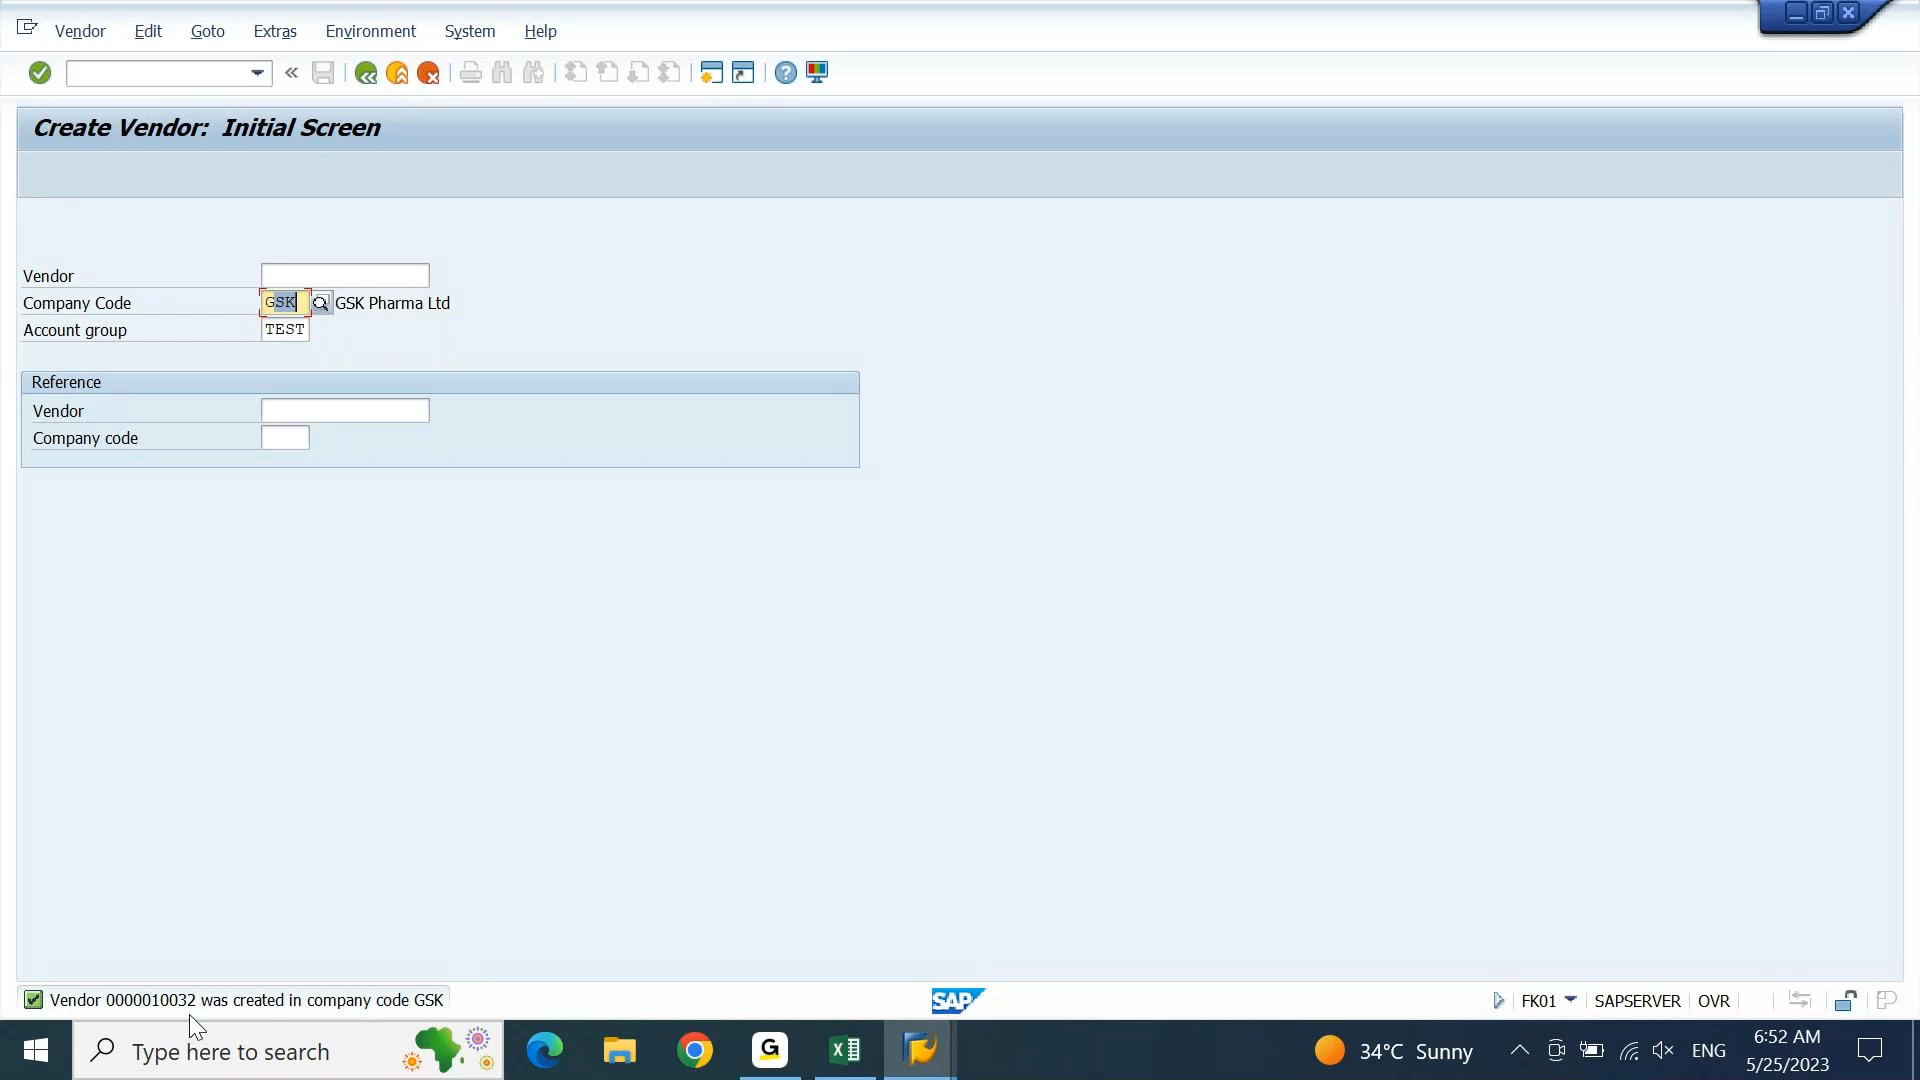 Vendor Edit Goto Extras Environment System Help
Create Vendor: Initial Screen
Vendor
Company Code GSK GSK Pharma Ltd
Account group TEST
Reference
Vendor
Company code
Vendor 0000010032 was created in company code GSK
SAP
FK01 SAPSERVER OVR
Type here to search
G
X
34°C Sunny
ENG
6:52 AM
5/25/2023